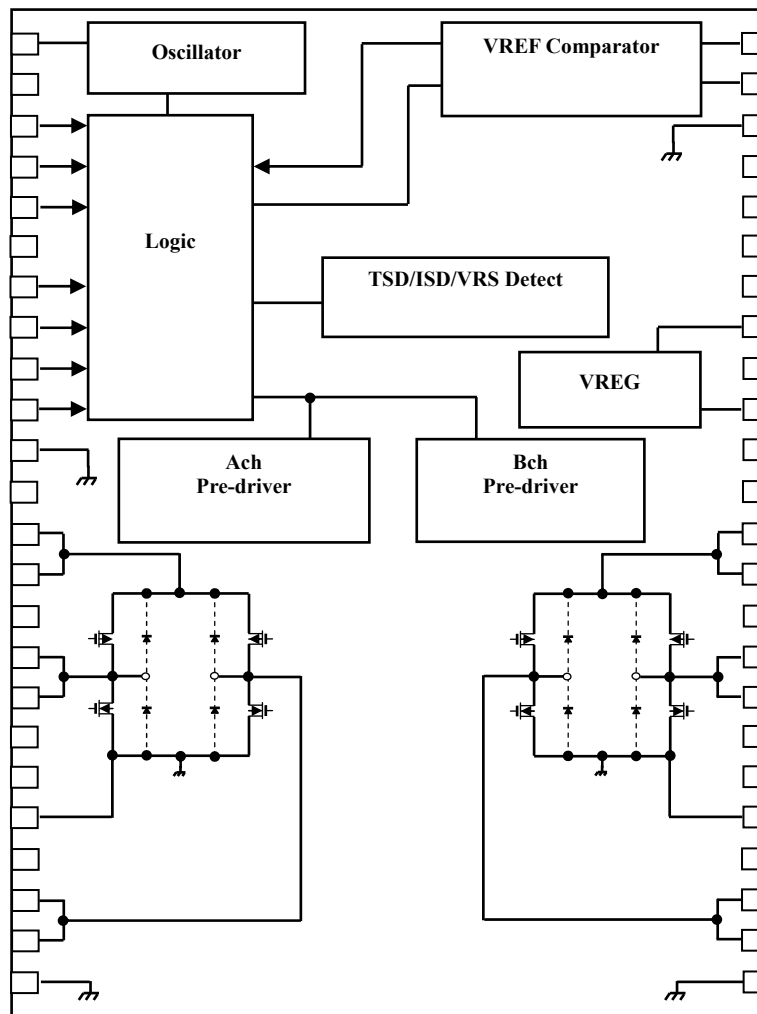 Oscillator
VREF Comparator
Logic
TSD/ISD/VRS Detect
VREG
Ach
Pre-driver
Bch
Pre-driver